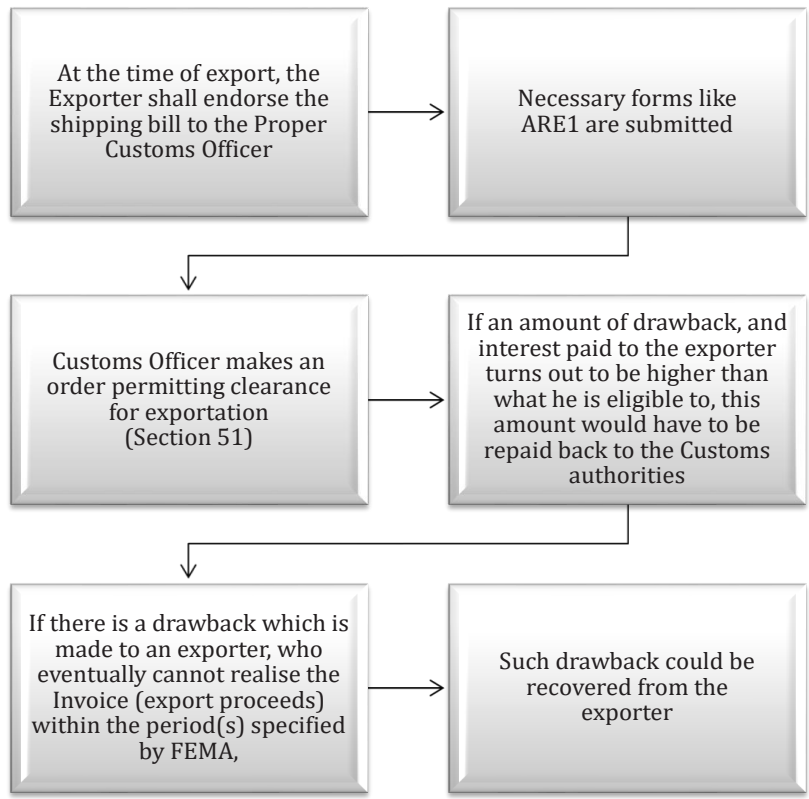 At the time of export, the
Exporter shall endorse the
shipping bill to the Proper
Customs Officer
Necessary forms like
ARE1 are submitted
Customs Officer makes an
order permitting clearance
for exportation
(Section 51)
If an amount of drawback, and
interest paid to the exporter
turns out to be higher than
what he is eligible to, this
amount would have to be
repaid back to the Customs
authorities
If there is a drawback which is
made to an exporter, who
eventually cannot realise the
Invoice (export proceeds)
within the period(s) specified
by FEMA,
Such drawback could be
recovered from the
exporter